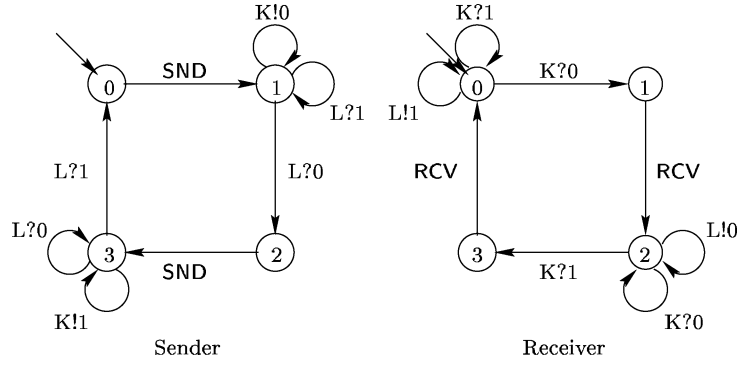 K!0 K?1
0 SND 1 0 K?0 1
L?1 L!1
L?1 L?0 RCV RCV
L?0 L!0
3 SND 2 3 K?1 2
K!1 K?0
Sender Receiver